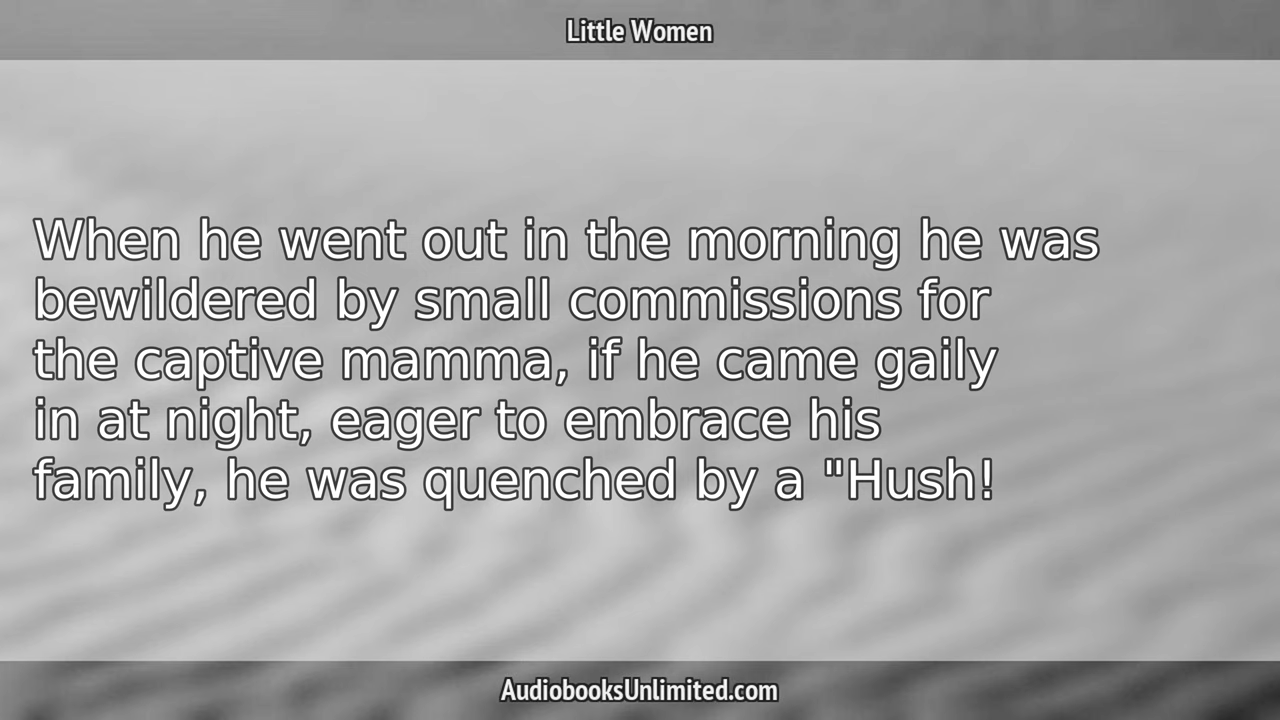 Little Women
When he went out in the morning he was
bewildered by small commissions for
the captive mamma, if he came gaily
in at night, eager to embrace his
family, he was quenched by a "Hush!
AudiobooksUnlimited.com